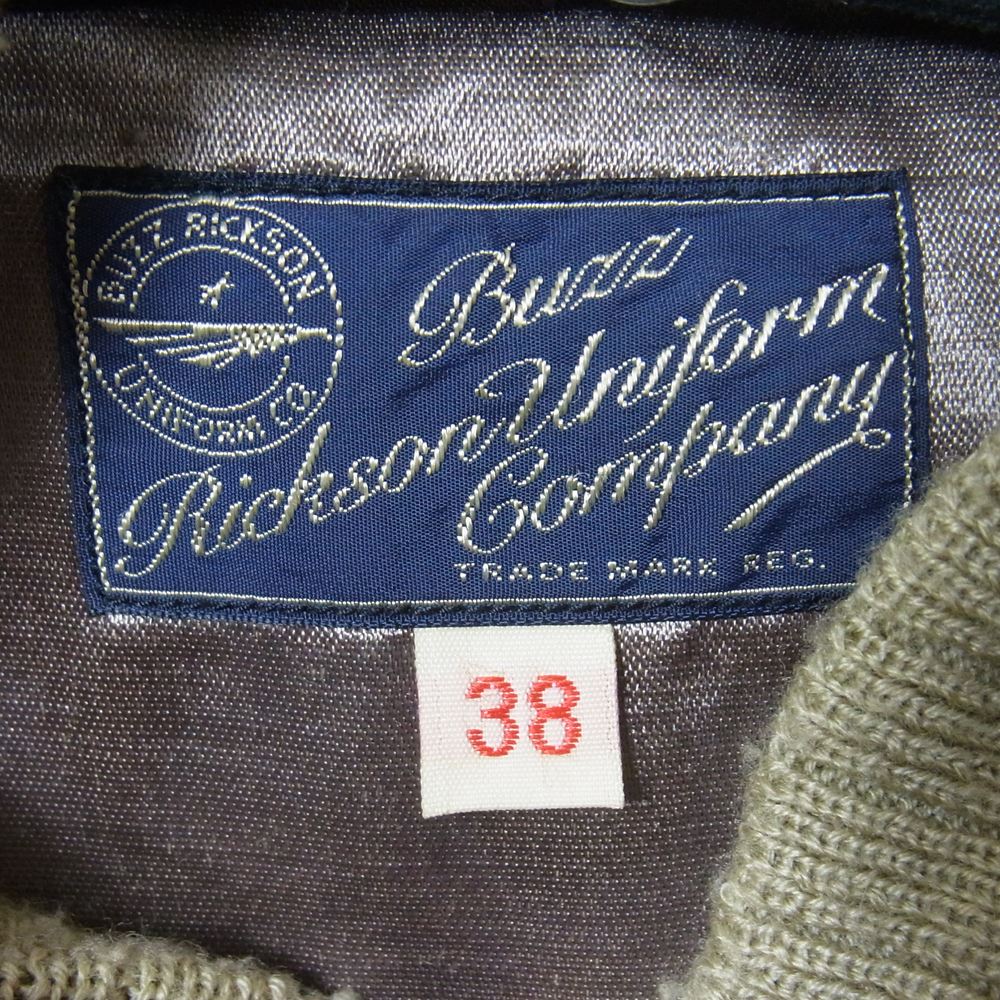 BUZZ RICKSON
UNIFORM CO.
Buzz
Rickson Uniform
Company
TRADE MARK REG.
38